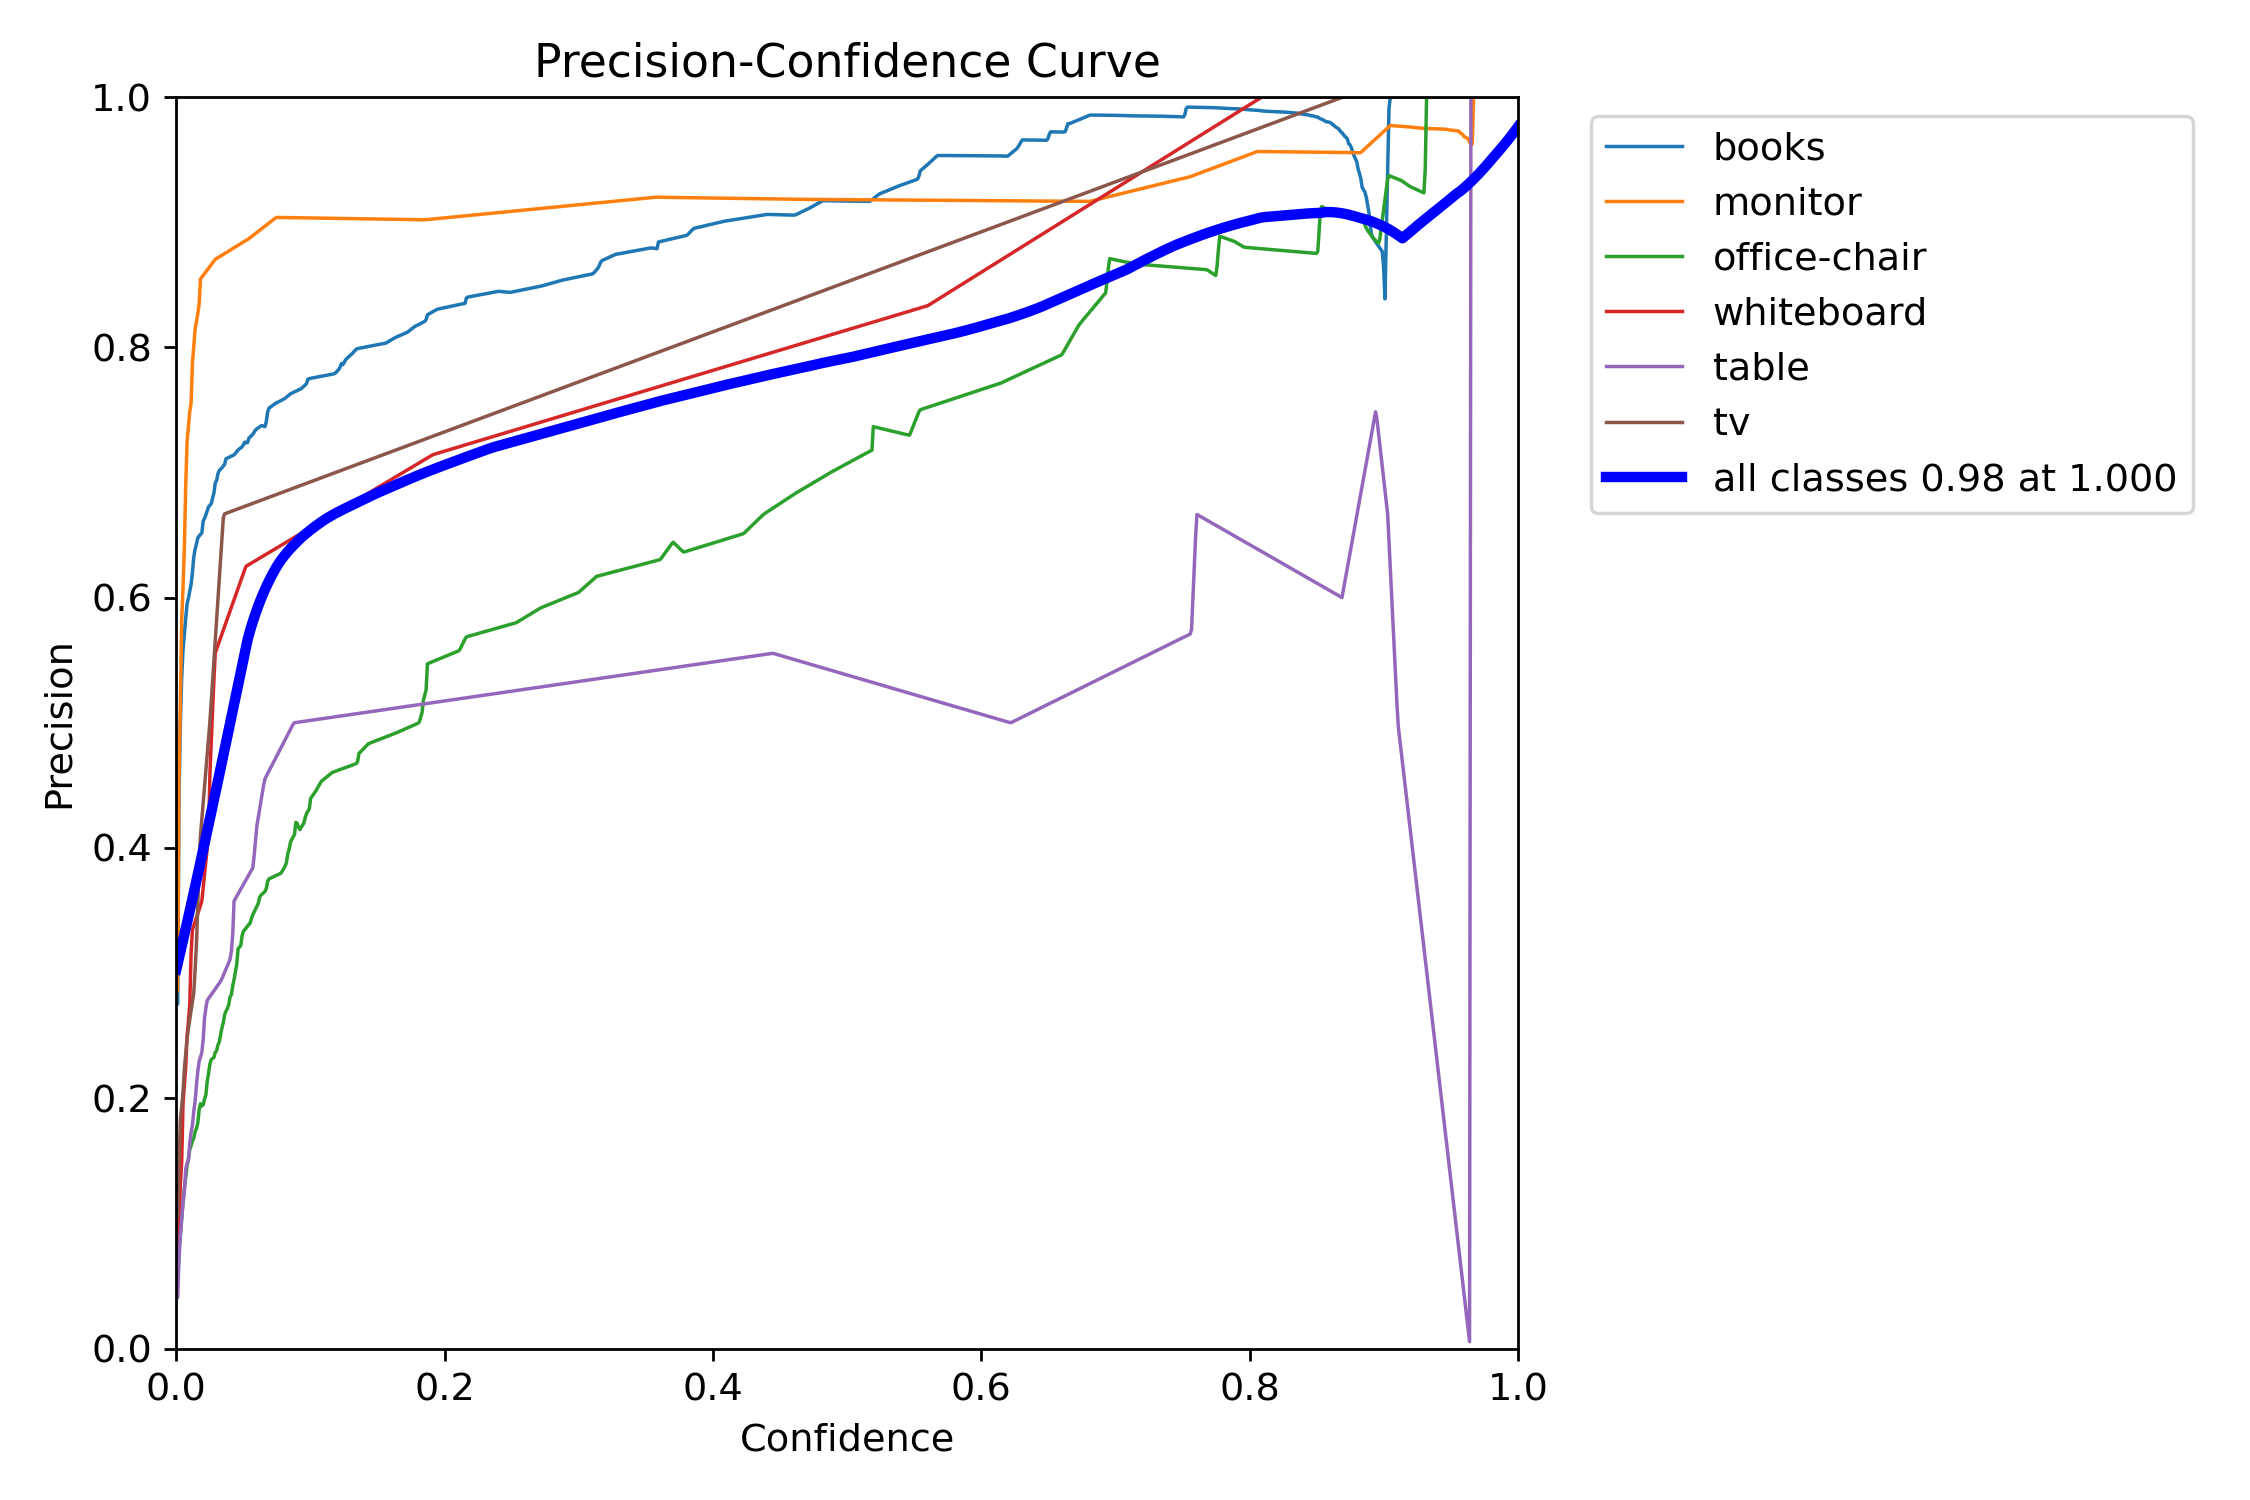 Precision-Confidence Curve
1.0
0.8
0.6
0.4
0.2
0.0
Precision
0.0 0.2 0.4 0.6 0.8 1.0
Confidence
books
monitor
office-chair
whiteboard
table
tv
all classes 0.98 at 1.000